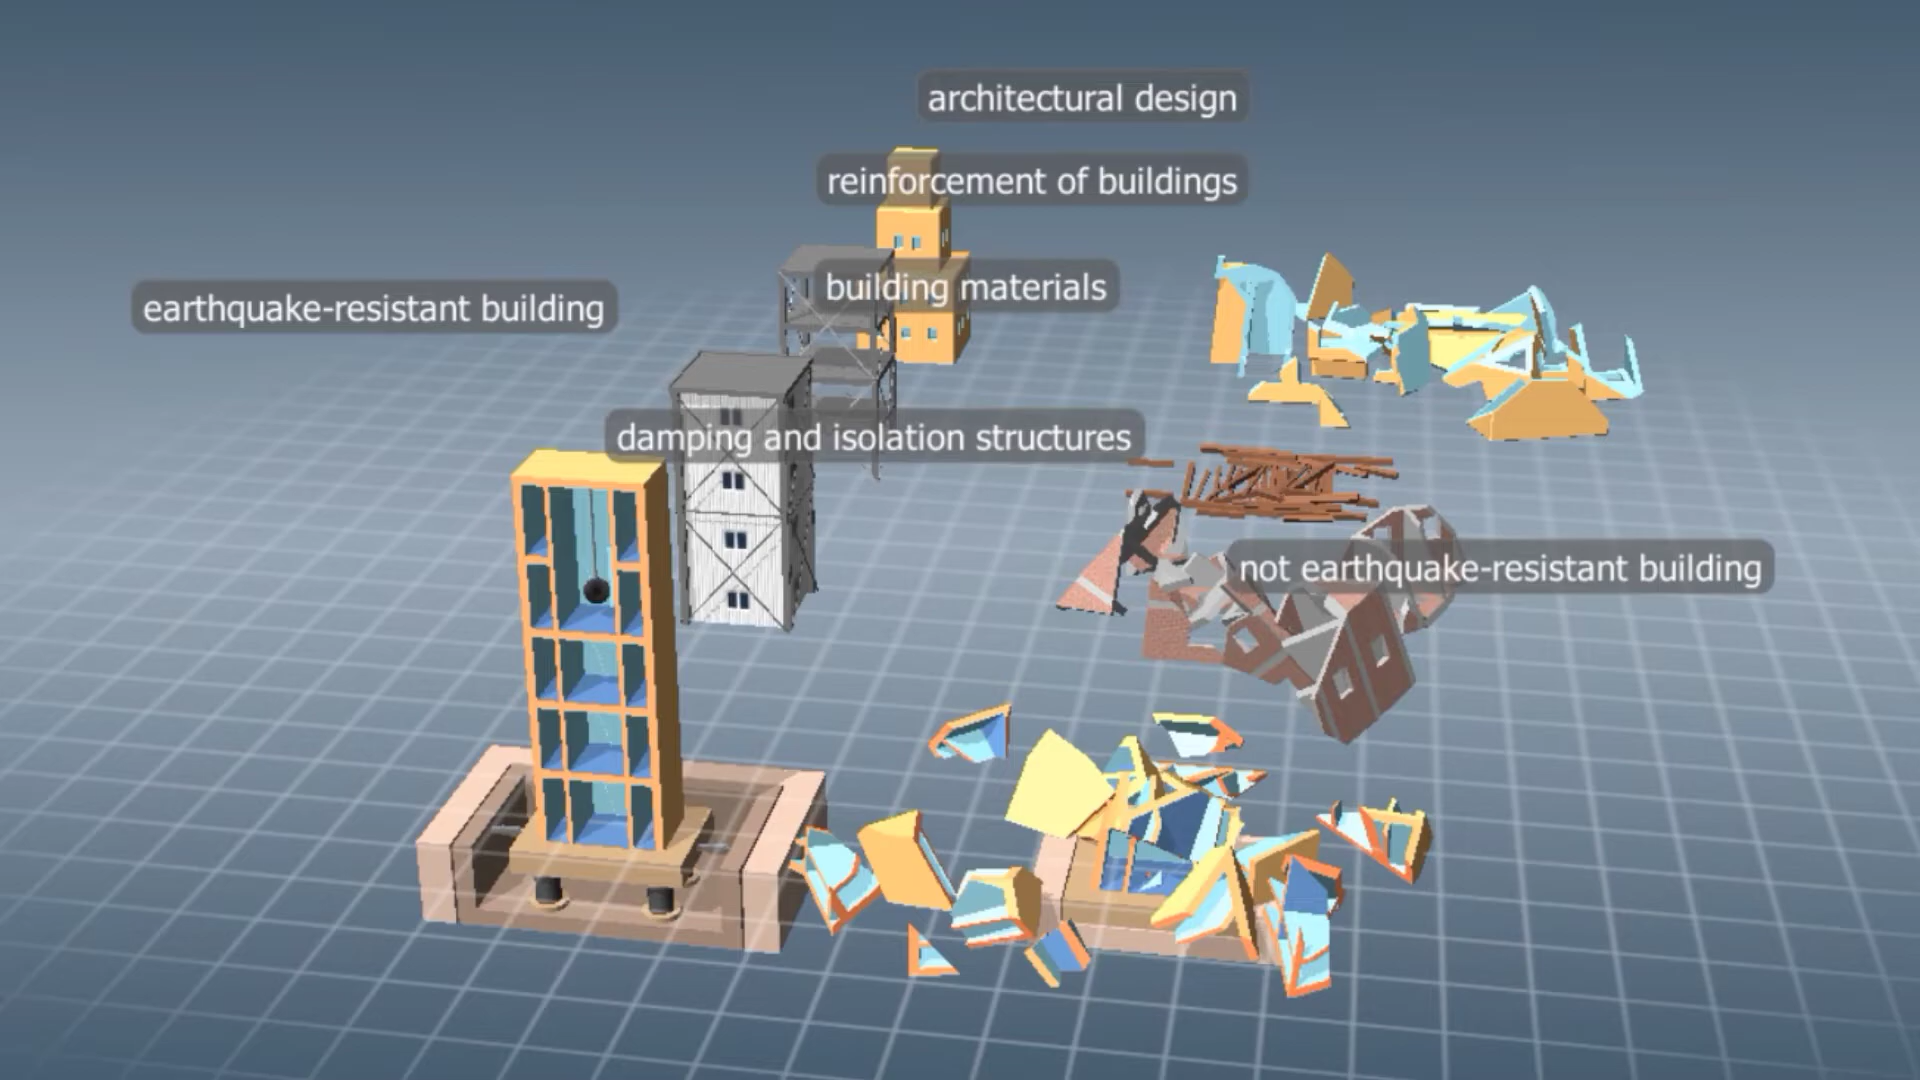 architectural design
reinforcement of buildings
building materials
earthquake-resistant building
damping and isolation structures
not earthquake-resistant building